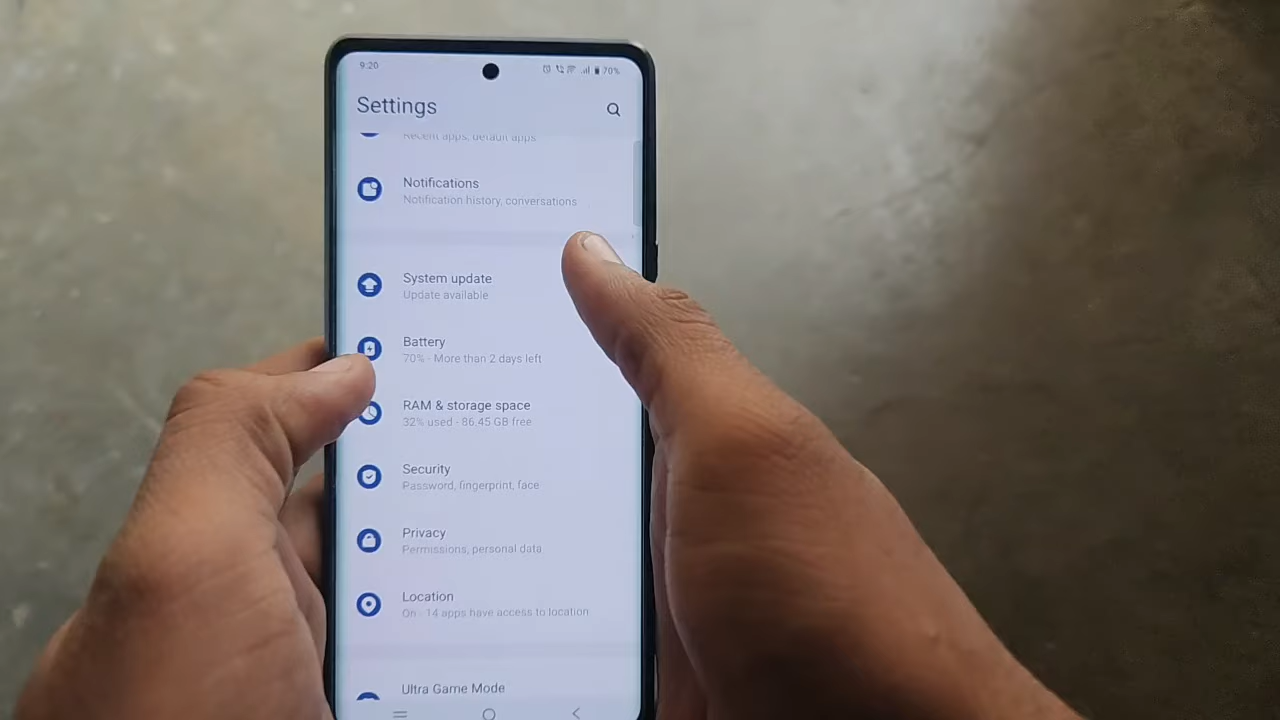 9:20
70%
Settings
Recent apps, default apps
Notifications
Notification history, conversations
System update
Update available
Battery
70% - More than 2 days left
RAM & storage space
32% used - 86.45 GB free
Security
Password, fingerprint, face
Privacy
Permissions, personal data
Location
On - 14 apps have access to location
Ultra Game Mode